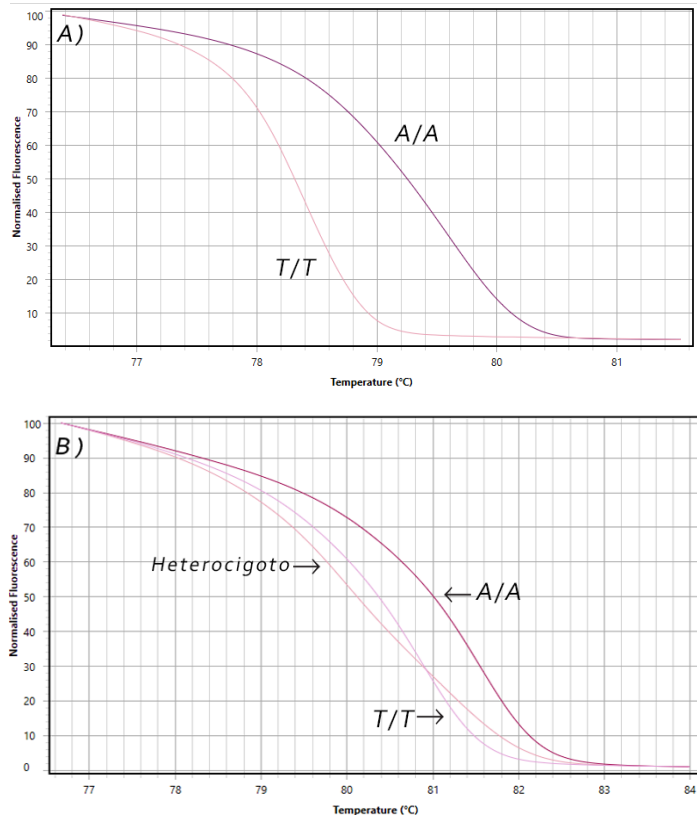 A)
100
90
80
70
60
50
40
30
20
10
Normalised Fluorescence
A/A
T/T
77 78 79 80 81
Temperature (°C)
B)
100
90
80
70
60
50
40
30
20
10
0
Normalised Fluorescence
Heterocigoto →
← A/A
T/T →
77 78 79 80 81 82 83 84
Temperature (°C)